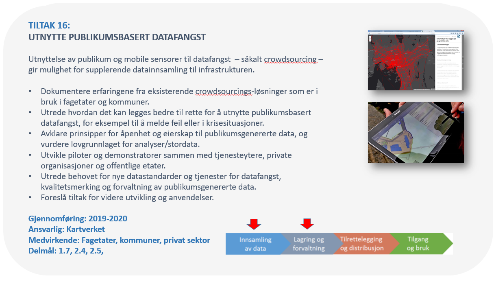 TILTAK 16:
UTNYTTE PUBLIKUMSBASERT DATAFANGST
Utnyttelse av publikum og mobile sensorer til datafangst – såkalt crowdsourcing –
gir mulighet for supplerende datainnsamling til infrastrukturen.
• Dokumentere erfaringene fra eksisterende crowdsourcings-løsninger som er i
bruk i fagetater og kommuner.
• Utrede hvordan det kan legges bedre til rette for å utnytte publikumsbasert
datafangst, for eksempel til å melde feil eller i krisesituasjoner.
• Avklare prinsipper for åpenhet og eierskap til publikumsgenererte data, og
vurdere lovgrunnlaget for analyser/stordata.
• Utvikle piloter og demonstratorer sammen med tjenesteytere, private
organisasjoner og offentlige etater.
• Utrede behovet for nye datastandarder og tjenester for datafangst,
kvalitetsmerking og forvaltning av publikumsgenererte data.
• Foreslå tiltak for videre utvikling og anvendelser.
Gjennomføring: 2019-2020
Ansvarlig: Kartverket
Medvirkende: Fagetater, kommuner, privat sektor
Delmål: 1.7, 2.4, 2.5,
Innsamling
av data
Lagring og
forvaltning
Tilrettelegging
og distribusjon
Tilgang
og bruk